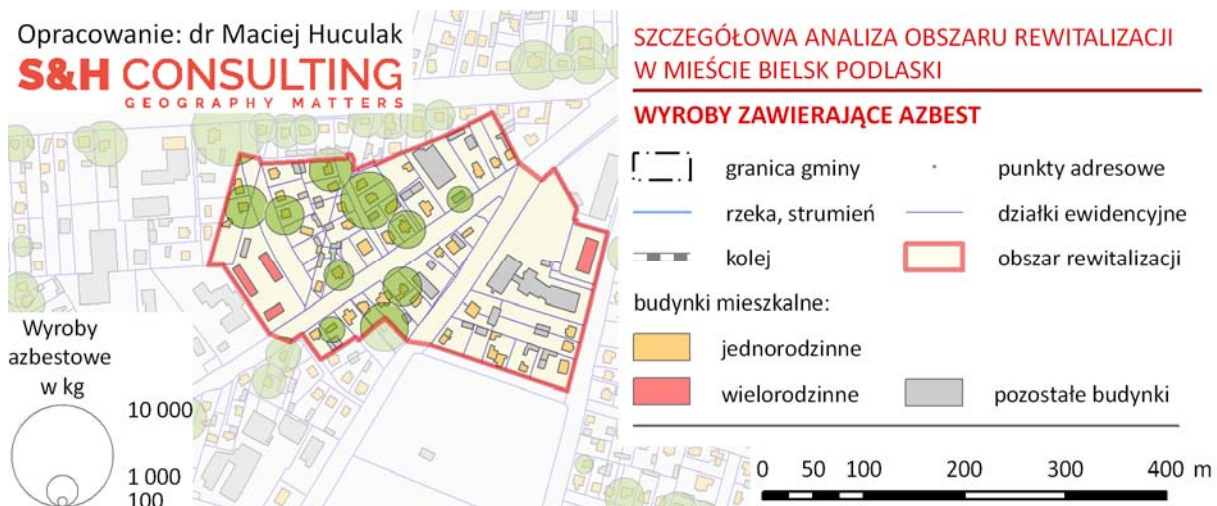 Opracowanie: dr Maciej Huculak
S&H CONSULTING
GEOGRAPHY MATTERS
SZCZEGÓŁOWA ANALIZA OBSZARU REWITALIZACJI
W MIEŚCIE BIELSK PODLASKI
WYROBY ZAWIERAJĄCE AZBEST
granica gminy
punkty adresowe
rzeka, strumień
działki ewidencyjne
kolej
obszar rewitalizacji
budynki mieszkalne:
jednorodzinne
wielorodzinne
pozostałe budynki
Wyroby
azbestowe
w kg
10 000
1 000
100
0 50 100 200 300 400 m